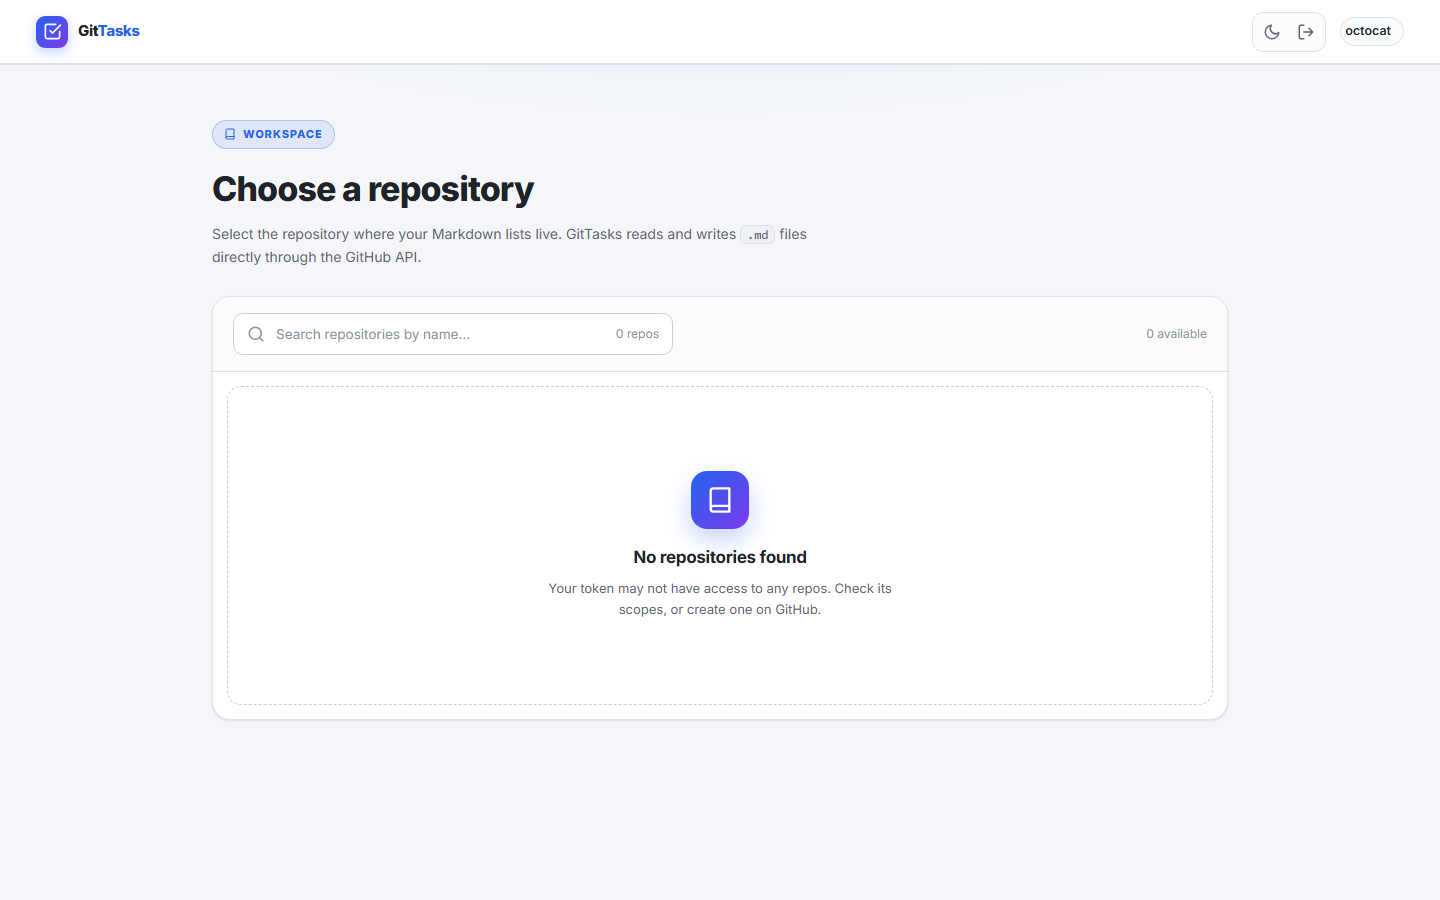 GitTasks
octocat
WORKSPACE
Choose a repository
Select the repository where your Markdown lists live. GitTasks reads and writes .md files
directly through the GitHub API.
Search repositories by name...
0 repos
0 available
No repositories found
Your token may not have access to any repos. Check its
scopes, or create one on GitHub.